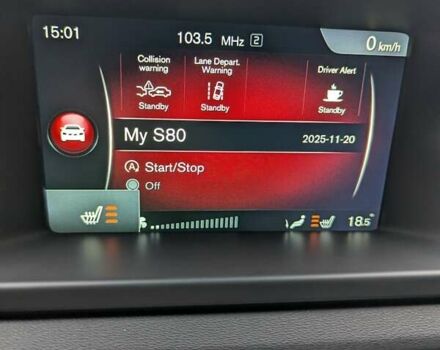 15:01 103.5 MHz 2 0 km/h
Collision warning Lane Depart. Warning Driver Alert
Standby Standby Standby
My S80 2025-11-20
Start/Stop
Off
18.5°